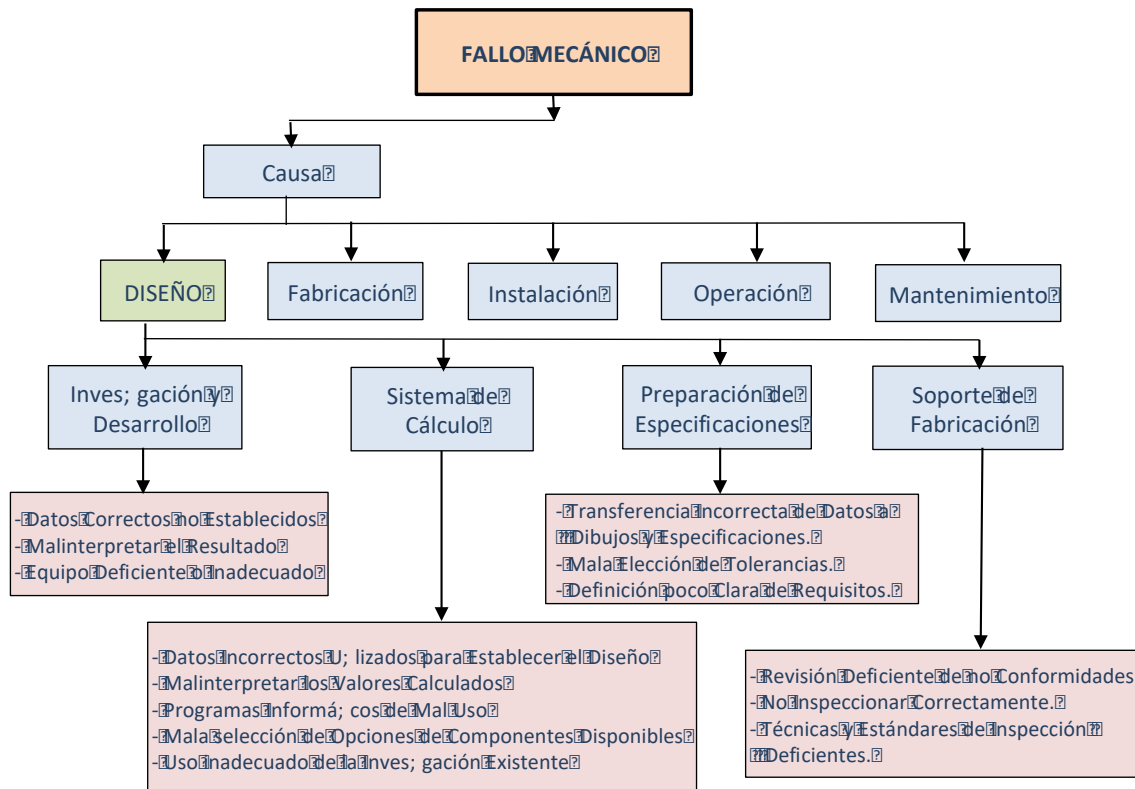 FALLO MECÁNICO
Causa
DISEÑO
Fabricación
Instalación
Operación
Mantenimiento
Inves; gación y
Desarrollo
Sistema de
Cálculo
Preparación de
Especificaciones
Soporte de
Fabricación
- Datos Correctos no Establecidos
- Malinterpretar el Resultado
- Equipo Deficiente o Inadecuado
- Transferencia Incorrecta de Datos a
Dibujos y Especificaciones.
- Mala Elección de Tolerancias.
- Definición poco Clara de Requisitos.
- Datos Incorrectos U; lizados para Establecer el Diseño
- Malinterpretar los Valores Calculados
- Programas Informá; cos de Mal Uso
- Mala selección de Opciones de Componentes Disponibles
- Uso Inadecuado de la Inves; gación Existente
- Revisión Deficiente de no Conformidades
- No Inspeccionar Correctamente.
- Técnicas y Estándares de Inspección
Deficientes.